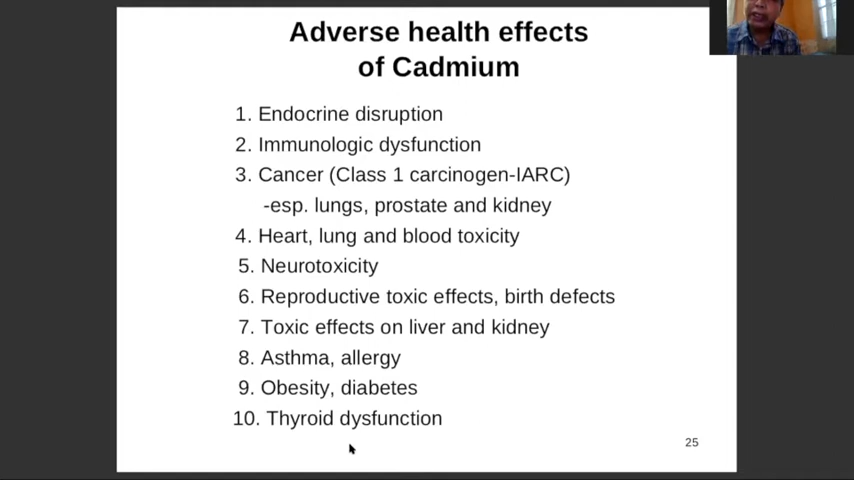 Adverse health effects
of Cadmium
1. Endocrine disruption
2. Immunologic dysfunction
3. Cancer (Class 1 carcinogen-IARC)
-esp. lungs, prostate and kidney
4. Heart, lung and blood toxicity
5. Neurotoxicity
6. Reproductive toxic effects, birth defects
7. Toxic effects on liver and kidney
8. Asthma, allergy
9. Obesity, diabetes
10. Thyroid dysfunction
25